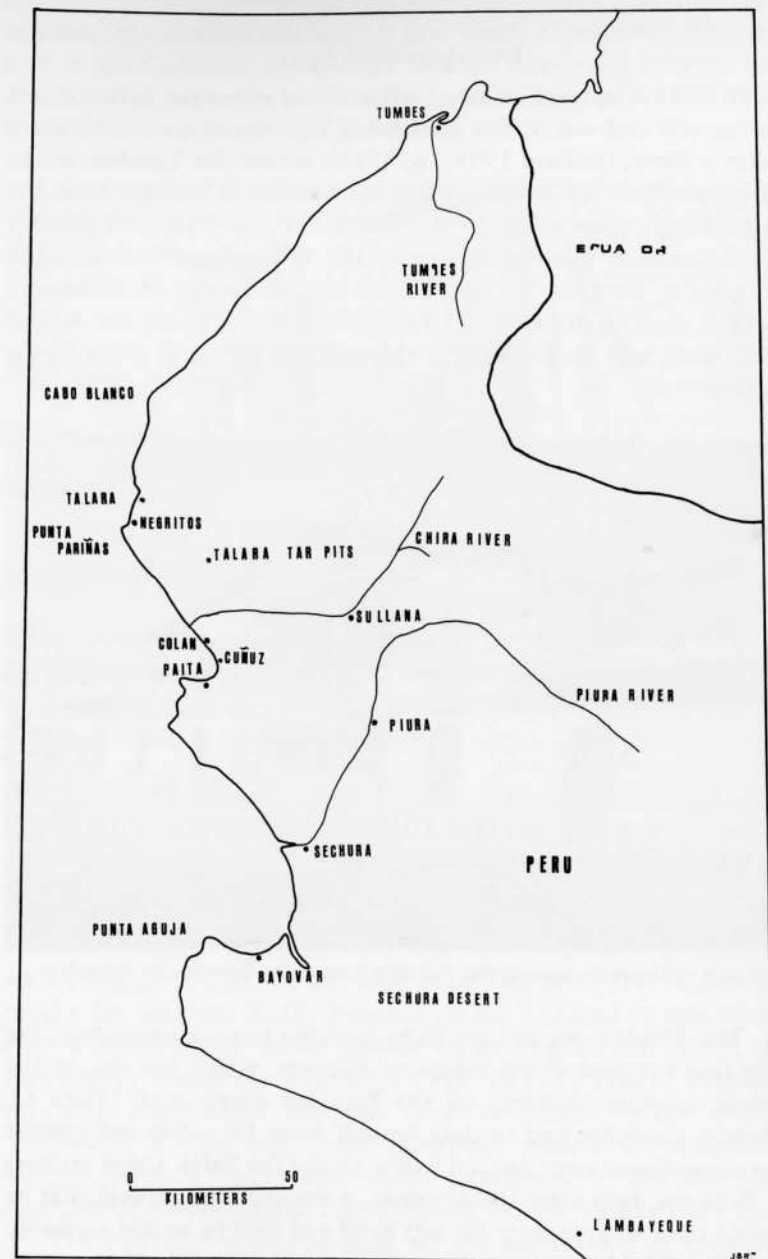 TUMBES
TUMBES
RIVER
CABO BLANCO
TALARA
NEGRITOS
PUNTA
PARIÑAS
TALARA TAR PITS
CHIRA RIVER
SULLANA
COLAN
CUÑUZ
PAITA
PIURA RIVER
PIURA
SECHURA
PERU
PUNTA AGUJA
BAYOVAR
SECHURA DESERT
0 50
KILOMETERS
LAMBAYEQUE